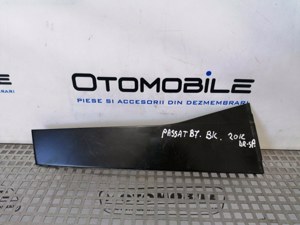 OTOMOBILE
PIESE SI ACCESORII DIN DEZMEMBRARI
PASSAT B7. BK. 2012
DR-SP